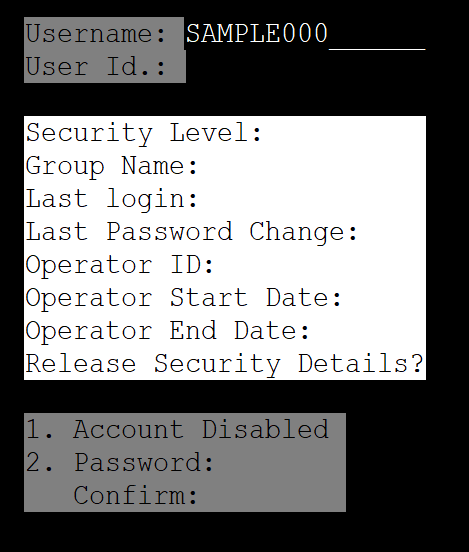 Username: SAMPLE000______
User Id.:
Security Level:
Group Name:
Last login:
Last Password Change:
Operator ID:
Operator Start Date:
Operator End Date:
Release Security Details?
1. Account Disabled
2. Password:
Confirm: